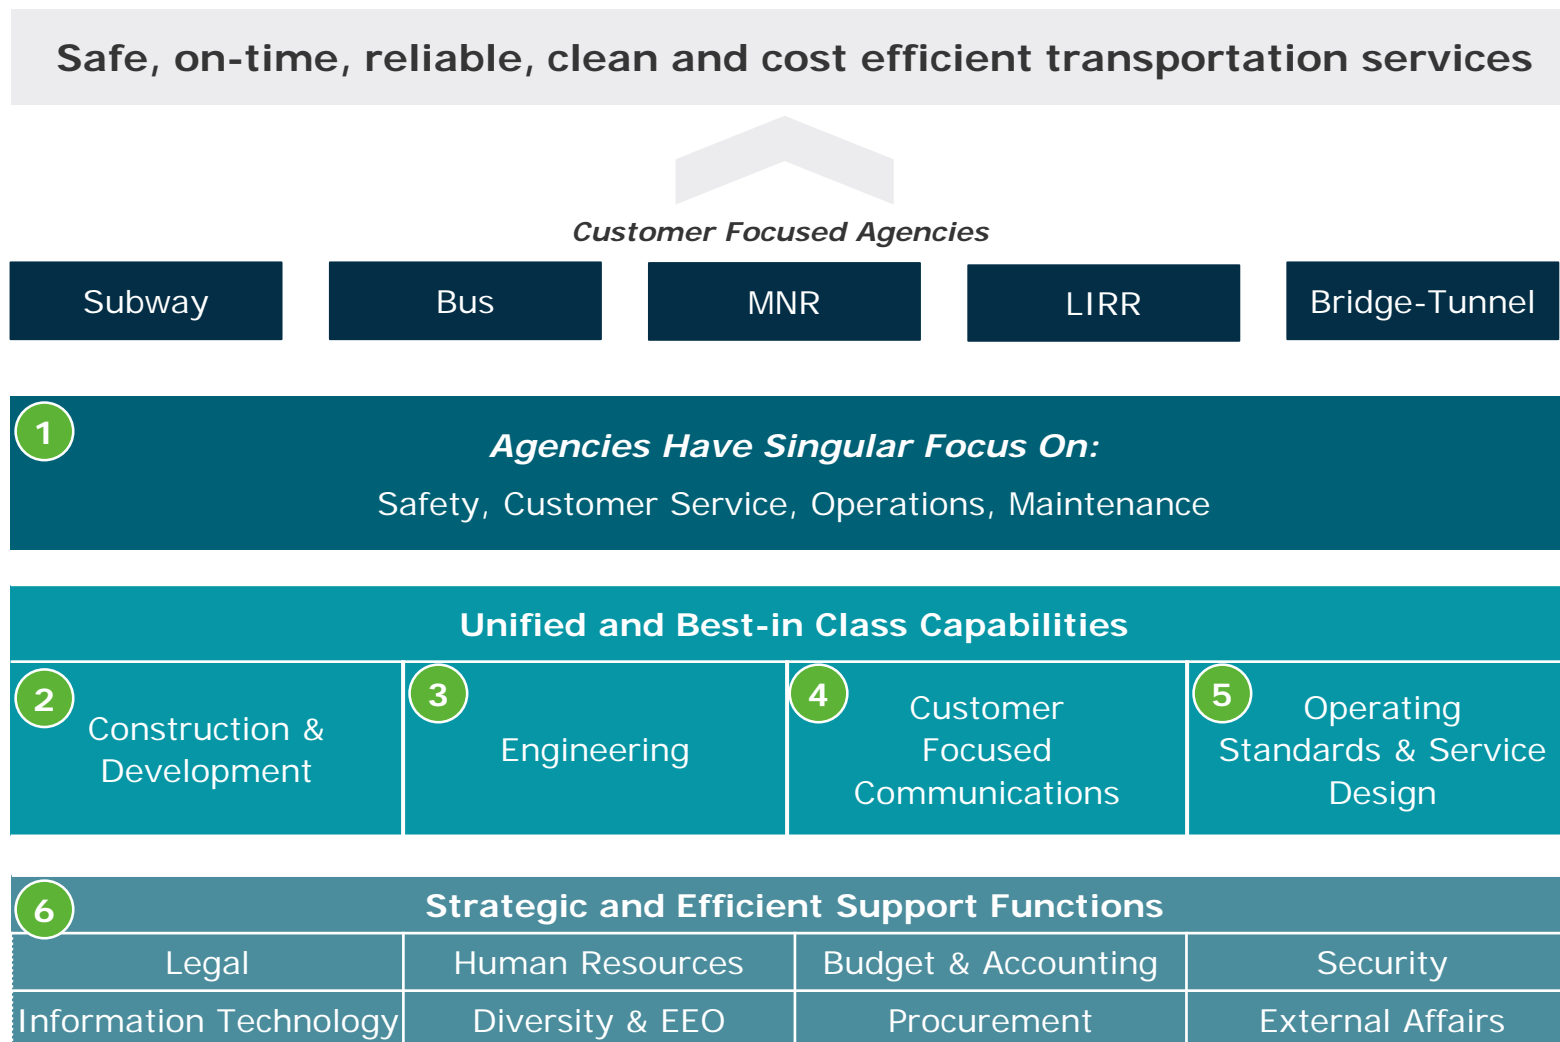 Safe, on-time, reliable, clean and cost efficient transportation services
Customer Focused Agencies
Subway
Bus
MNR
LIRR
Bridge-Tunnel
1
Agencies Have Singular Focus On:
Safety, Customer Service, Operations, Maintenance
Unified and Best-in Class Capabilities
2
Construction &
Development
3
Engineering
4
Customer
Focused
Communications
5
Operating
Standards & Service
Design
6
Strategic and Efficient Support Functions
Legal
Human Resources
Budget & Accounting
Security
Information Technology
Diversity & EEO
Procurement
External Affairs